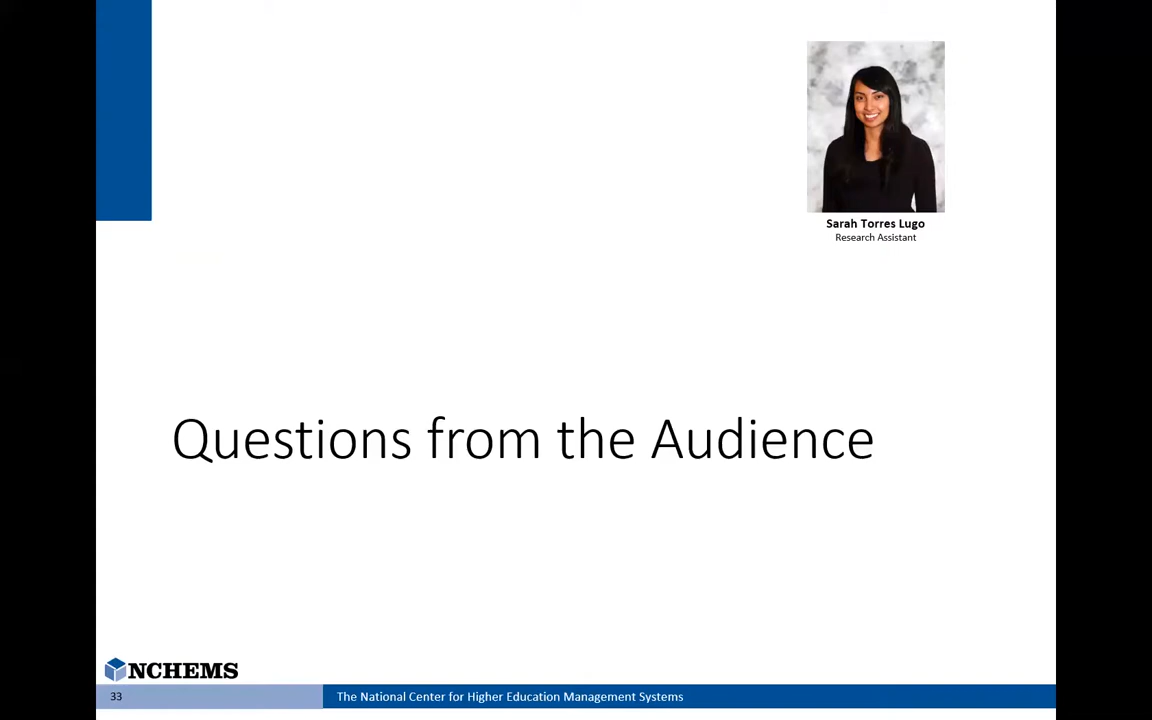 Sarah Torres Lugo
Research Assistant
Questions from the Audience
NCHEMS
33
The National Center for Higher Education Management Systems